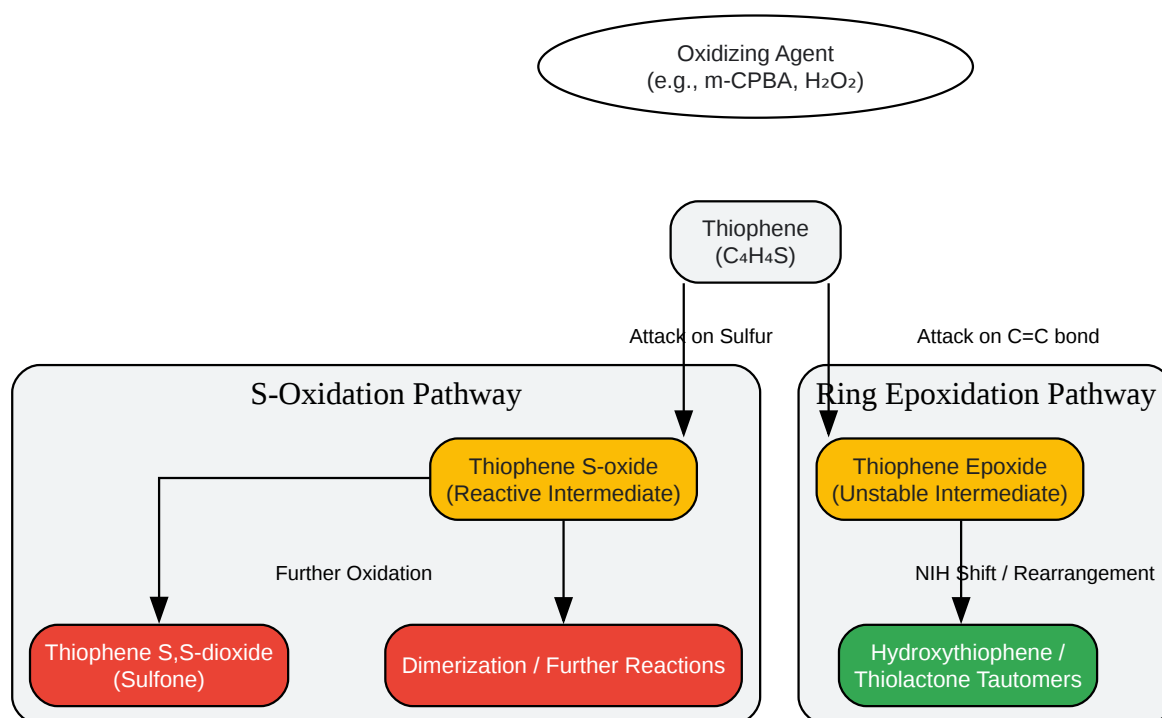 Oxidizing Agent
(e.g., m-CPBA, H₂O₂)
Thiophene
(C₄H₄S)
Attack on Sulfur
Attack on C=C bond
S-Oxidation Pathway
Ring Epoxidation Pathway
Thiophene S-oxide
(Reactive Intermediate)
Thiophene Epoxide
(Unstable Intermediate)
Further Oxidation
NIH Shift / Rearrangement
Thiophene S,S-dioxide
(Sulfone)
Dimerization / Further Reactions
Hydroxythiophene /
Thiolactone Tautomers